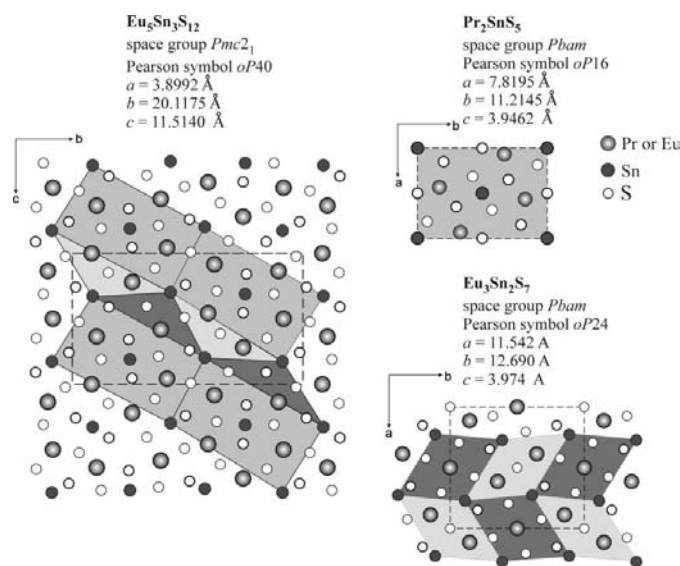 Eu5Sn3S12
space group Pmc21
Pearson symbol oP40
a = 3.8992 Å
b = 20.1175 Å
c = 11.5140 Å
b
c
Pr2SnS5
space group Pbam
Pearson symbol oP16
a = 7.8195 Å
b = 11.2145 Å
c = 3.9462 Å
b
a
Pr or Eu
Sn
S
Eu3Sn2S7
space group Pbam
Pearson symbol oP24
a = 11.542 A
b = 12.690 A
c = 3.974 A
b
a